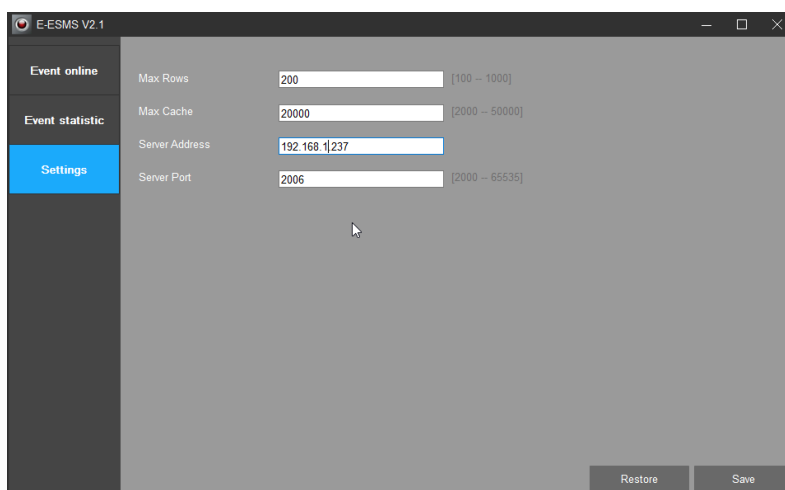 E-ESMS V2.1
Event online
Event statistic
Settings
Max Rows 200 [100 -- 1000]
Max Cache 20000 [2000 -- 50000]
Server Address 192.168.1.237
Server Port 2006 [2000 -- 65535]
Restore Save